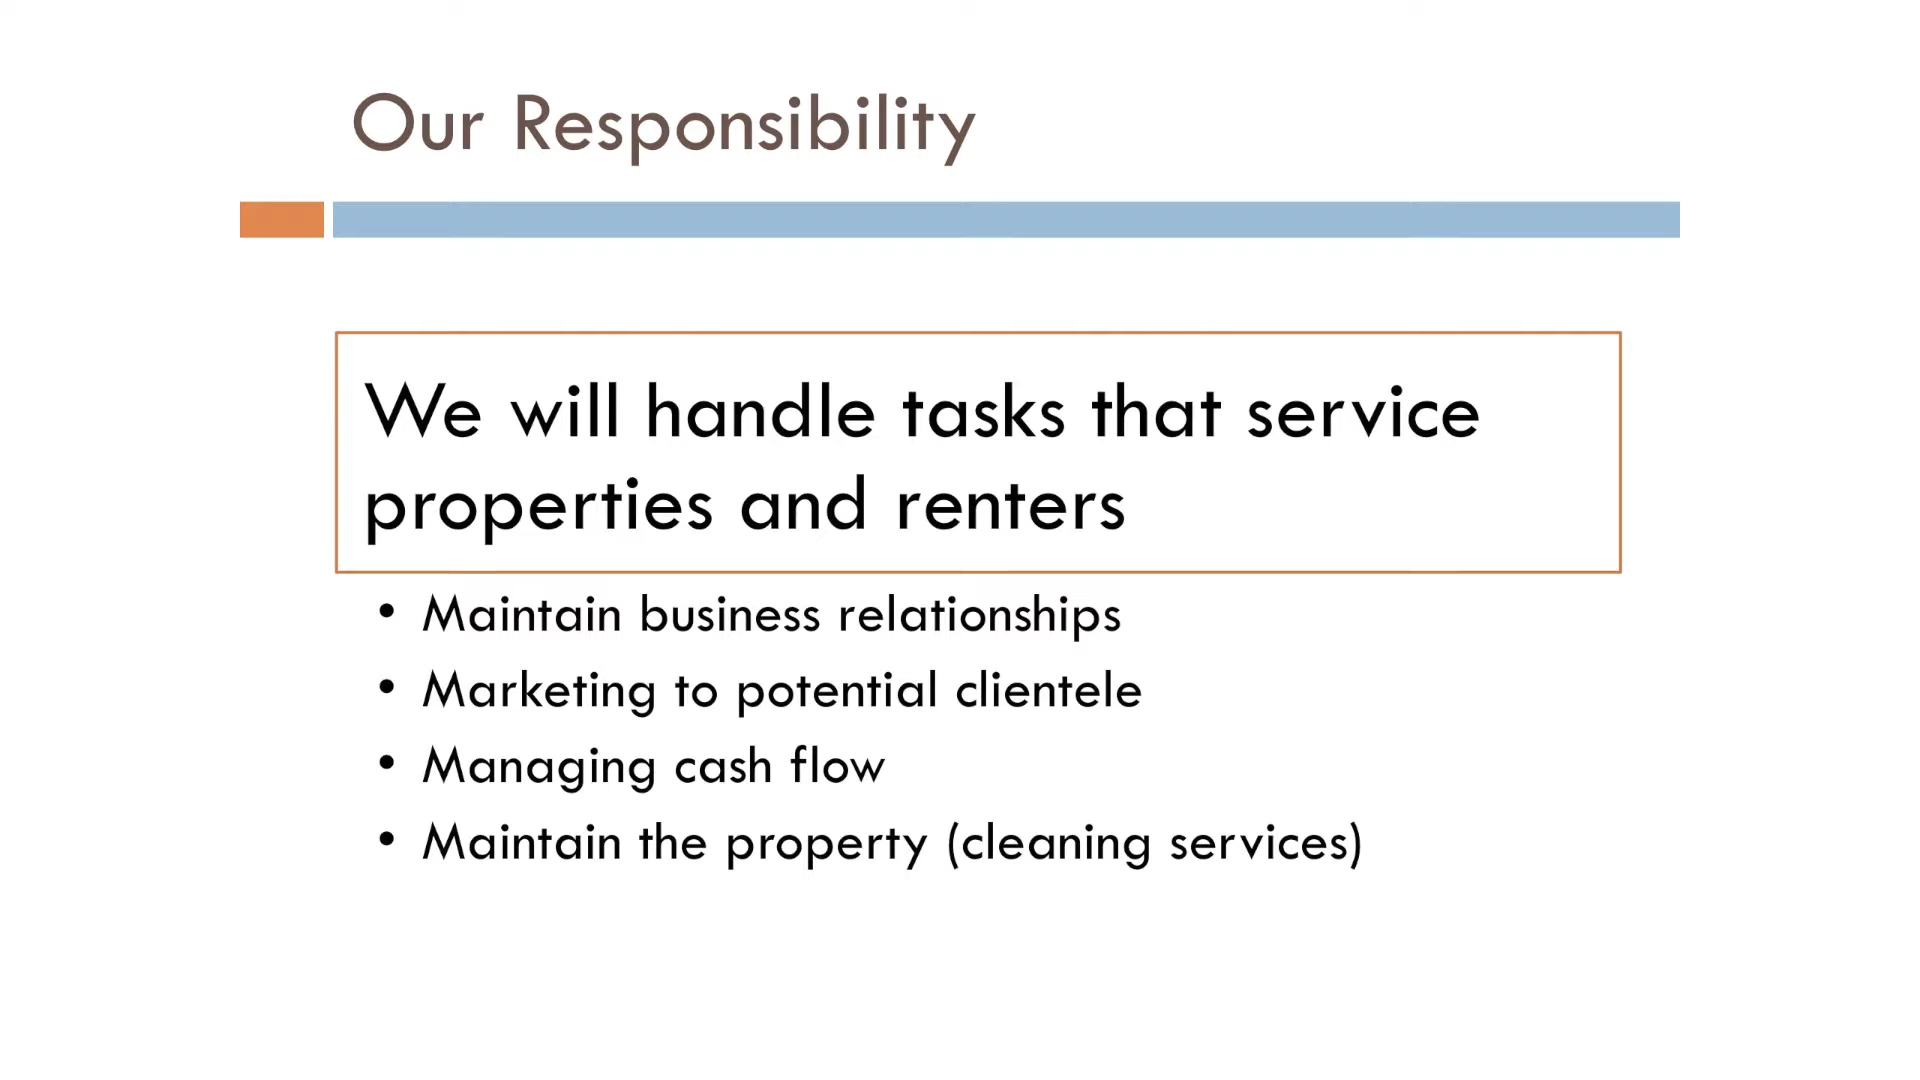 Our Responsibility
We will handle tasks that service
properties and renters
• Maintain business relationships
• Marketing to potential clientele
• Managing cash flow
• Maintain the property (cleaning services)